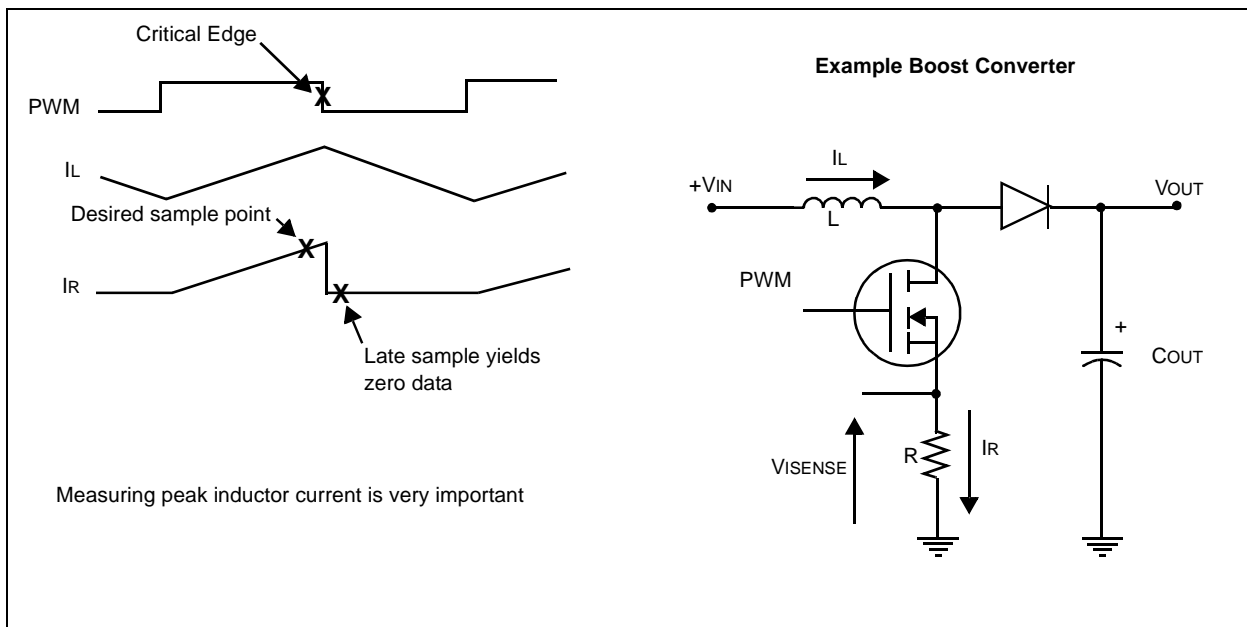 Critical Edge
PWM
IL
Desired sample point
IR
Late sample yields
zero data
Measuring peak inductor current is very important
Example Boost Converter
IL
+VIN
VOUT
L
PWM
+
COUT
VISENSE
R
IR
X
X
X